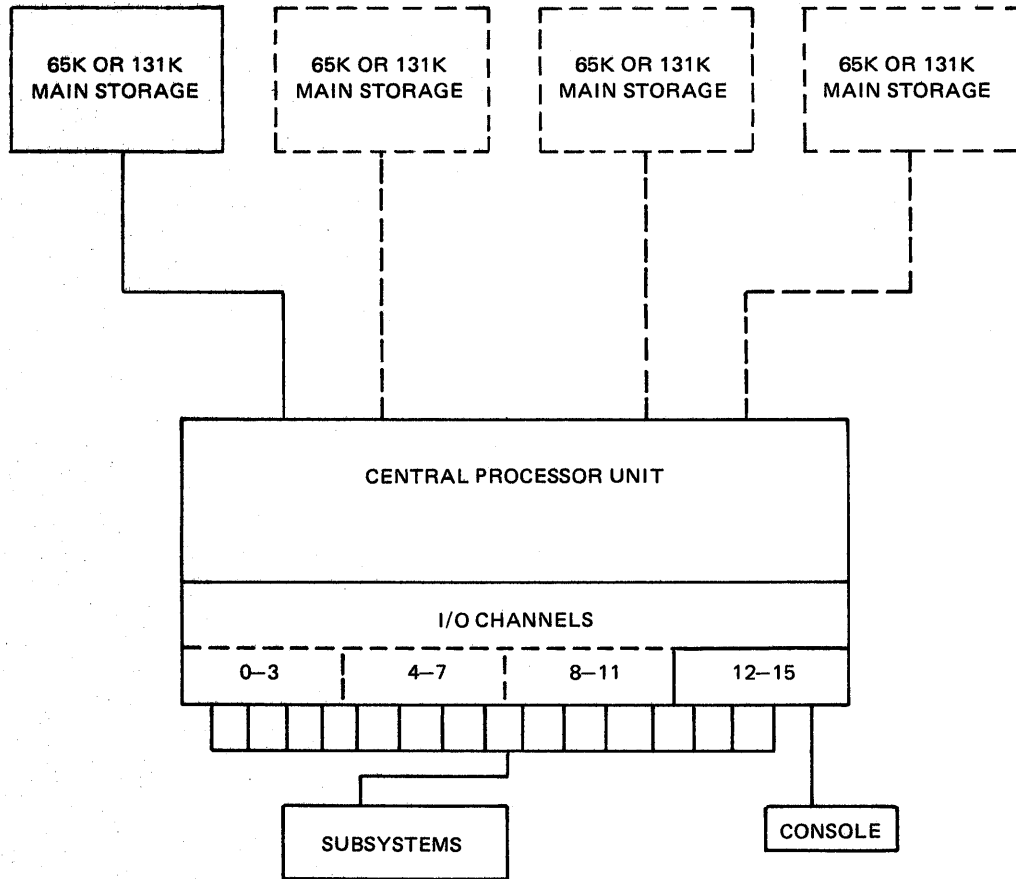 65K OR 131K
MAIN STORAGE
65K OR 131K
MAIN STORAGE
65K OR 131K
MAIN STORAGE
65K OR 131K
MAIN STORAGE
CENTRAL PROCESSOR UNIT
I/O CHANNELS
0–3
4–7
8–11
12–15
SUBSYSTEMS
CONSOLE